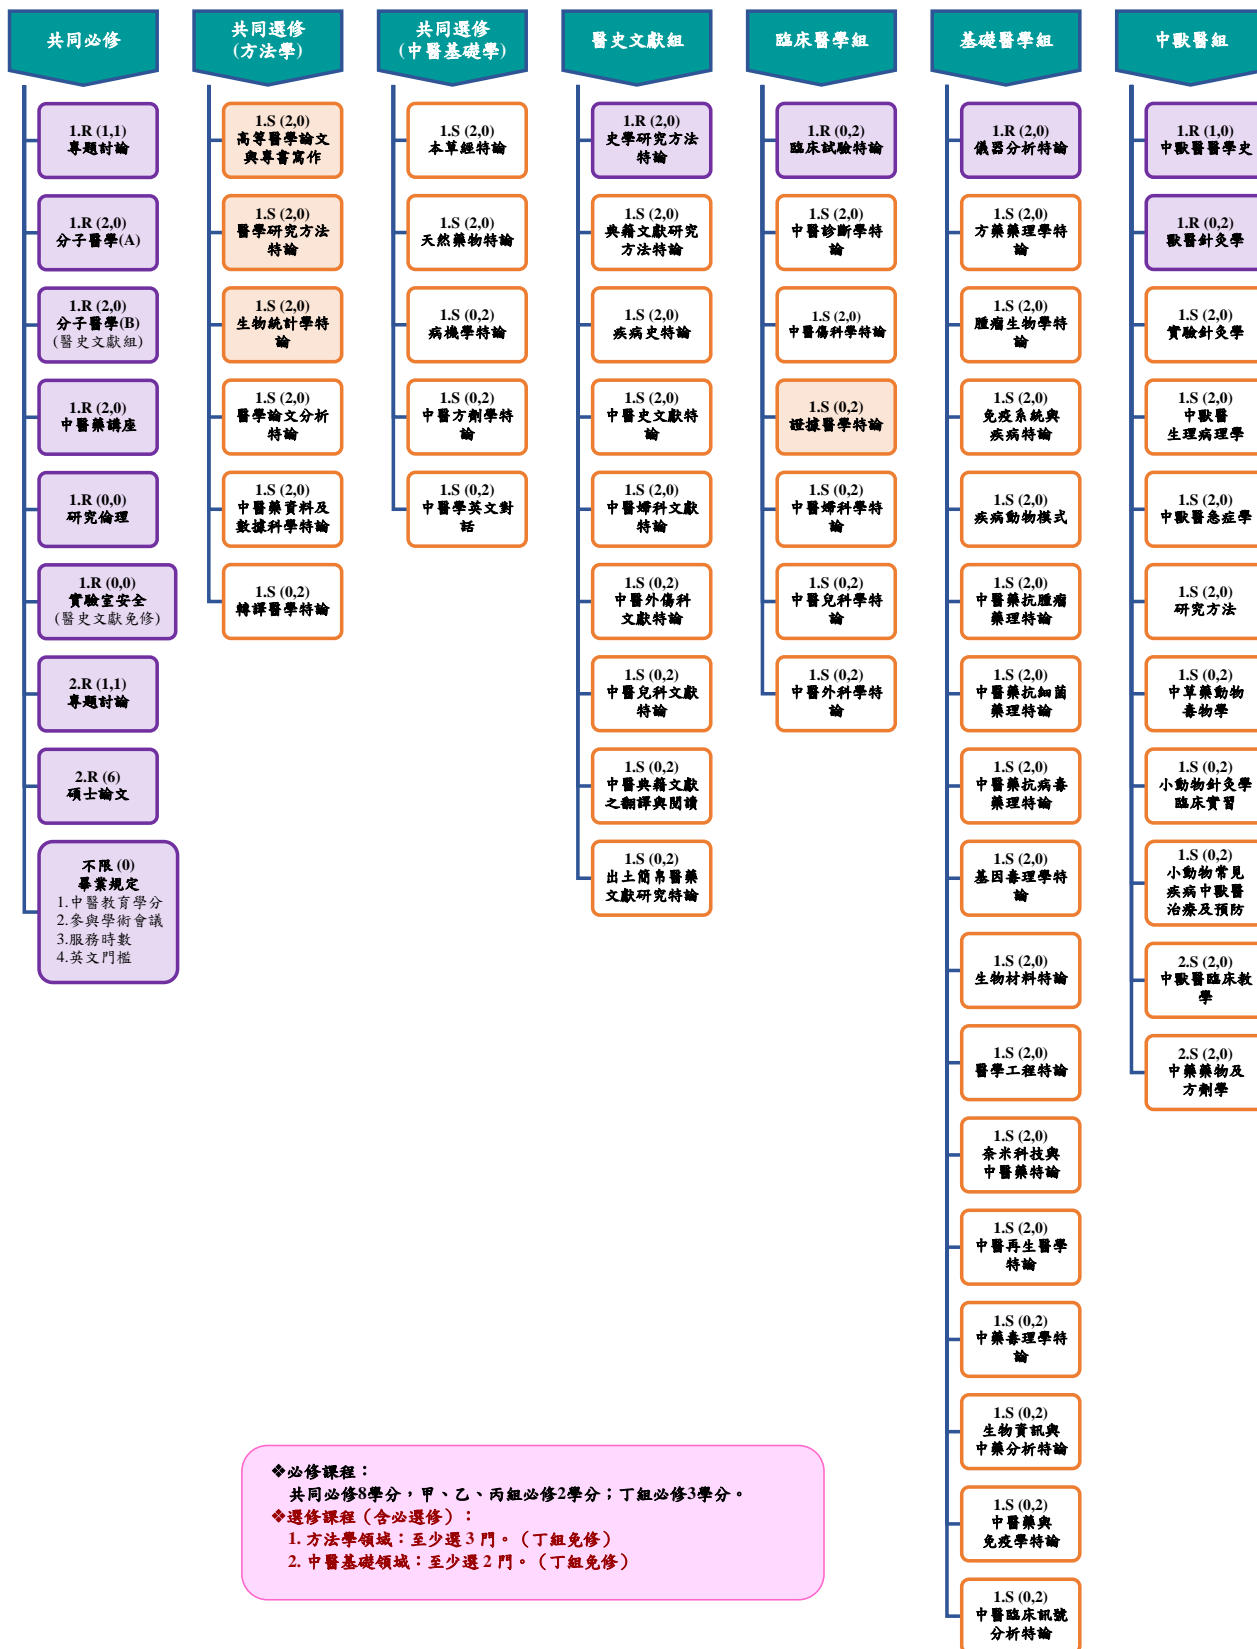 共同必修
1.R (1,1)
專題討論
1.R (2,0)
分子醫學(A)
1.R (2,0)
分子醫學(B)
(醫史文獻組)
1.R (2,0)
中醫藥講座
1.R (0,0)
研究倫理
1.R (0,0)
實驗室安全
(醫史文獻免修)
2.R (1,1)
專題討論
2.R (6)
碩士論文
不限 (0)
畢業規定
1.中醫教育學分
2.參與學術會議
3.服務時數
4.英文門檻
共同選修
(方法學)
1.S (2,0)
高等醫學論文
與專書寫作
1.S (2,0)
醫學研究方法
特論
1.S (2,0)
生物統計學特
論
1.S (2,0)
醫學論文分析
特論
1.S (2,0)
中醫藥資料及
數據科學特論
1.S (0,2)
轉譯醫學特論
共同選修
(中醫基礎學)
1.S (2,0)
本草經特論
1.S (2,0)
天然藥物特論
1.S (0,2)
病機學特論
1.S (0,2)
中醫方劑學特
論
1.S (0,2)
中醫學英文對
話
醫史文獻組
1.R (2,0)
史學研究方法
特論
1.S (2,0)
典籍文獻研究
方法特論
1.S (2,0)
疾病史特論
1.S (2,0)
中醫史文獻特
論
1.S (2,0)
中醫婦科文獻
特論
1.S (0,2)
中醫外傷科
文獻特論
1.S (0,2)
中醫兒科文獻
特論
1.S (0,2)
中醫典籍文獻
之翻譯與閱讀
1.S (0,2)
出土簡帛醫藥
文獻研究特論
臨床醫學組
1.R (0,2)
臨床試驗特論
1.S (2,0)
中醫診斷學特
論
1.S (2,0)
中醫傷科學特論
1.S (0,2)
證據醫學特論
1.S (0,2)
中醫婦科學特
論
1.S (0,2)
中醫兒科學特
論
1.S (0,2)
中醫外科學特
論
基礎醫學組
1.R (2,0)
儀器分析特論
1.S (2,0)
方藥藥理學特
論
1.S (2,0)
腫瘤生物學特
論
1.S (2,0)
免疫系統與
疾病特論
1.S (2,0)
疾病動物模式
1.S (2,0)
中醫藥抗腫瘤
藥理特論
1.S (2,0)
中醫藥抗細菌
藥理特論
1.S (2,0)
中醫藥抗病毒
藥理特論
1.S (2,0)
基因毒理學特
論
1.S (2,0)
生物材料特論
1.S (2,0)
醫學工程特論
1.S (2,0)
奈米科技與
中醫藥特論
1.S (2,0)
中醫再生醫學
特論
1.S (0,2)
中藥毒理學特
論
1.S (0,2)
生物資訊與
中藥分析特論
1.S (0,2)
中醫藥與
免疫學特論
1.S (0,2)
中醫臨床訊號
分析特論
中獸醫組
1.R (1,0)
中獸醫醫學史
1.R (0,2)
獸醫針灸學
1.S (2,0)
實驗針灸學
1.S (2,0)
中獸醫
生理病理學
1.S (2,0)
中獸醫急症學
1.S (2,0)
研究方法
1.S (0,2)
中草藥動物
毒物學
1.S (0,2)
小動物針灸學
臨床實習
1.S (0,2)
小動物常見
疾病中獸醫
治療及預防
2.S (2,0)
中獸醫臨床教
學
2.S (2,0)
中藥藥物及
方劑學
❖必修課程：
共同必修8學分，甲、乙、丙組必修2學分；丁組必修3學分。
❖選修課程（含必選修）：
1. 方法學領域：至少選 3 門。（丁組免修）
2. 中醫基礎領域：至少選 2 門。（丁組免修）